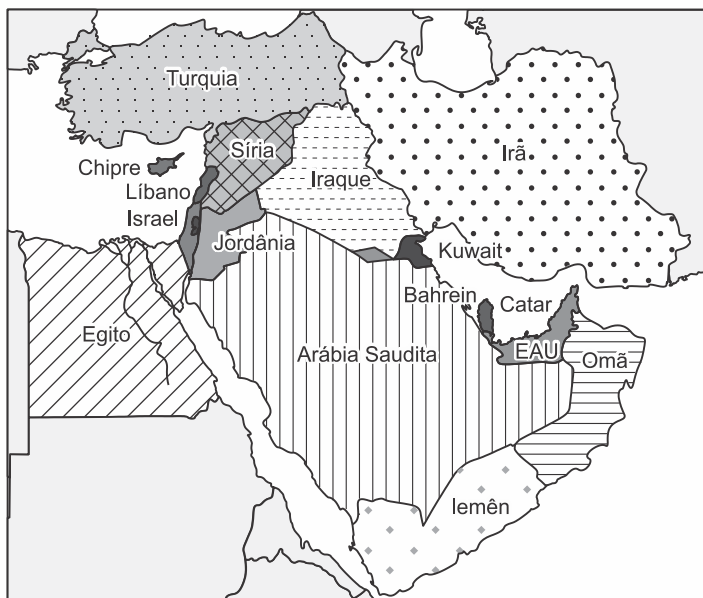 Turquia
Chipre
Síria
Irã
Líbano
Iraque
Israel
Jordânia
Kuwait
Bahrein
Catar
Egito
Arábia Saudita
EAU
Omã
Iemên